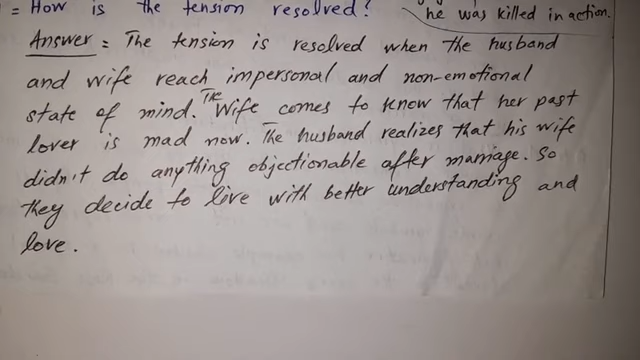 = How is the tension resolved?
he was killed in action.
Answer = The tension is resolved when the husband
and wife reach impersonal and non-emotional
state of mind. The Wife comes to know that her past
lover is mad now. The husband realizes that his wife
didn't do anything objectionable after marriage. So
they decide to live with better understanding and
love.